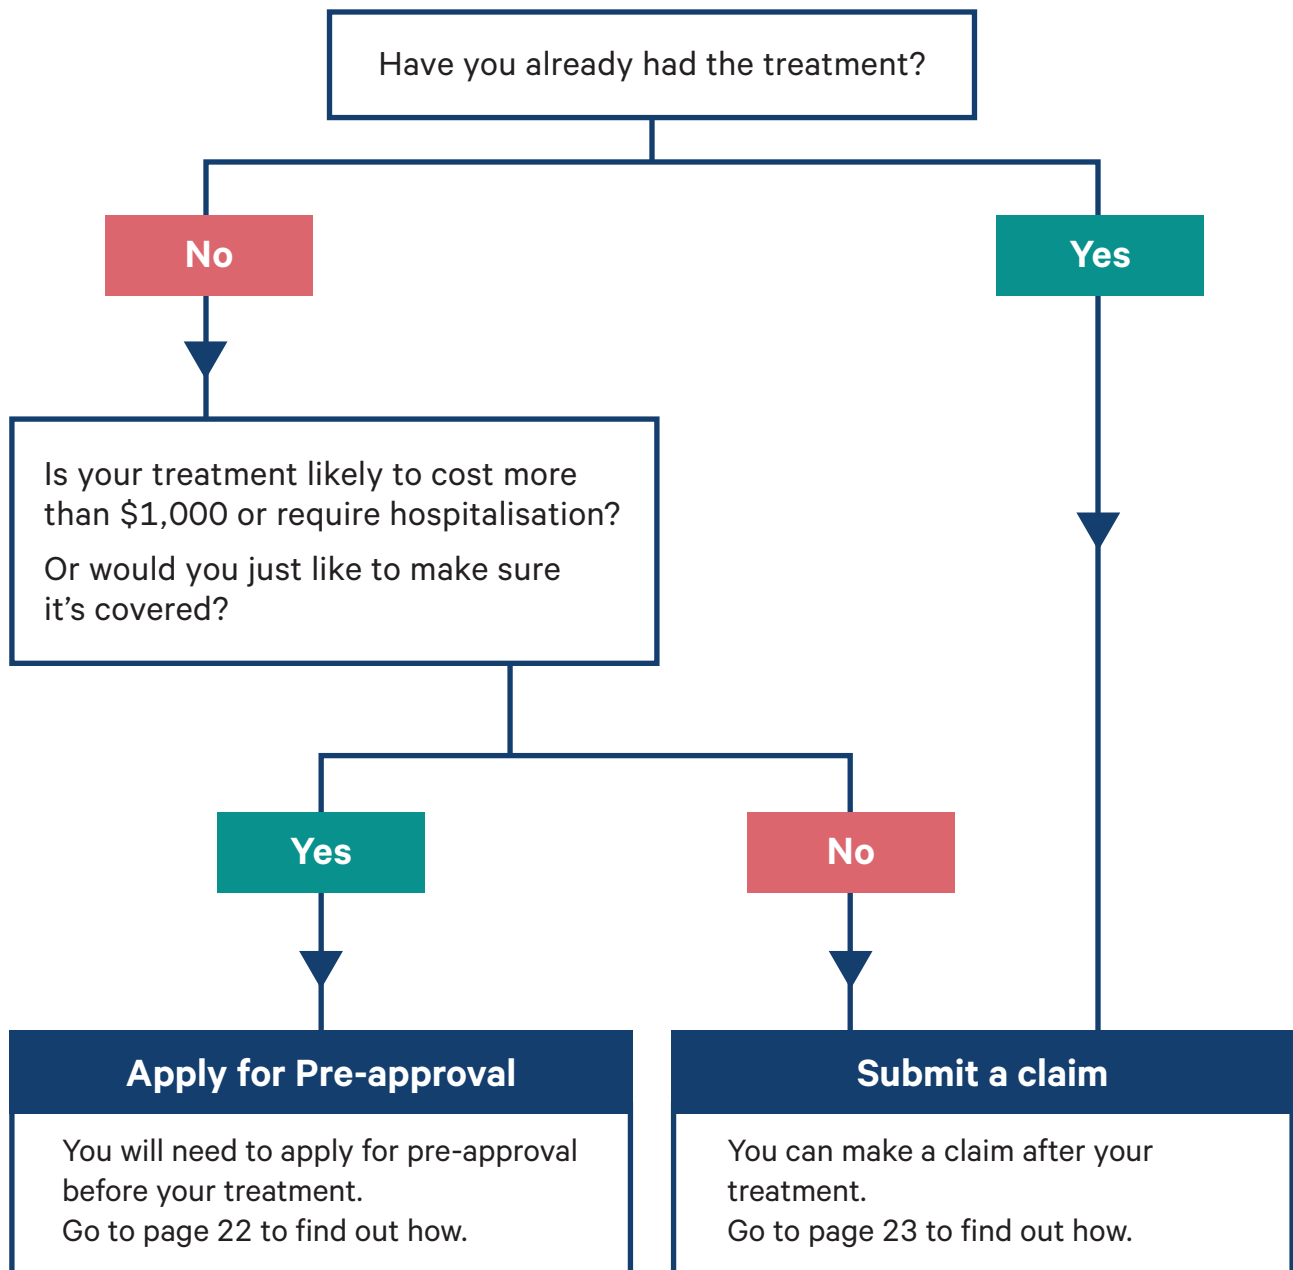 Have you already had the treatment?
No
Yes
Is your treatment likely to cost more
than $1,000 or require hospitalisation?
Or would you just like to make sure
it’s covered?
Yes
No
Apply for Pre-approval
You will need to apply for pre-approval
before your treatment.
Go to page 22 to find out how.
Submit a claim
You can make a claim after your
treatment.
Go to page 23 to find out how.